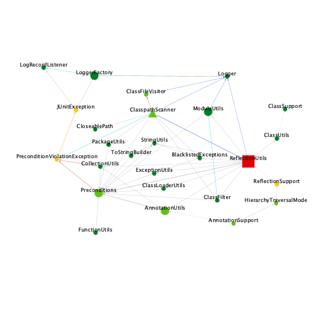 LogRecordListener
LoggerFactory
Logger
ClassFileVisitor
JUnitException
ClasspathScanner
ModuleUtils
ClassSupport
CloseablePath
ClassUtils
PackageUtils
StringUtils
ToStringBuilder
BlacklistedExceptions
PreconditionViolationException
CollectionUtils
ReflectionUtils
ExceptionUtils
ReflectionSupport
Preconditions
ClassLoaderUtils
ClassFilter
HierarchyTraversalMode
AnnotationUtils
AnnotationSupport
FunctionUtils